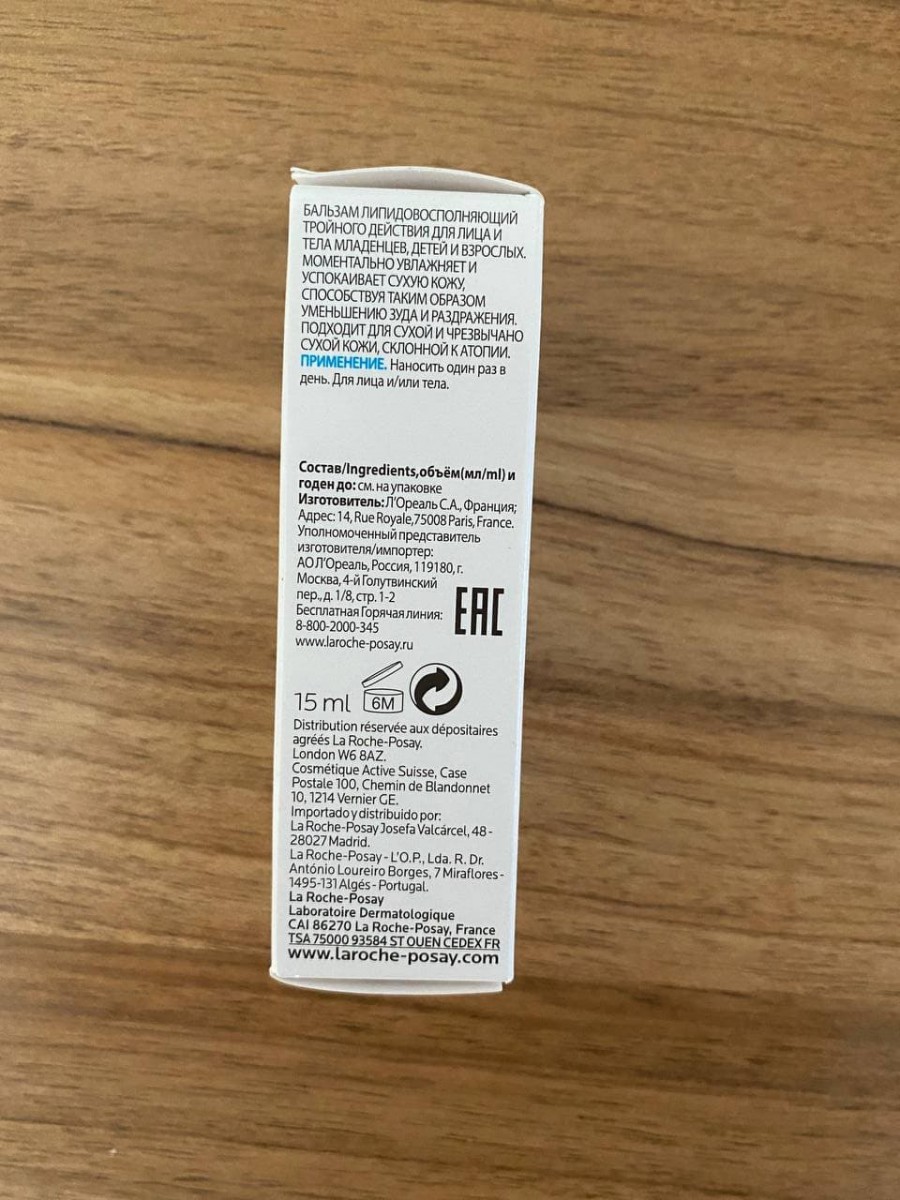 БАЛЬЗАМ ЛИПИДОВОСПОЛНЯЮЩИЙ
ТРОЙНОГО ДЕЙСТВИЯ ДЛЯ ЛИЦА И
ТЕЛА МЛАДЕНЦЕВ, ДЕТЕЙ И ВЗРОСЛЫХ.
МОМЕНТАЛЬНО УВЛАЖНЯЕТ И
УСПОКАИВАЕТ СУХУЮ КОЖУ,
СПОСОБСТВУЯ ТАКИМ ОБРАЗОМ
УМЕНЬШЕНИЮ ЗУДА И РАЗДРАЖЕНИЯ.
ПОДХОДИТ ДЛЯ СУХОЙ И ЧРЕЗВЫЧАНО
СУХОЙ КОЖИ, СКЛОННОЙ К АТОПИИ.
ПРИМЕНЕНИЕ. Наносить один раз в
день. Для лица и/или тела.
Состав/Ingredients,объём(мл/ml) и
годен до: см. на упаковке
Изготовитель: Л'Ореаль С.А., Франция;
Адрес: 14, Rue Royale,75008 Paris, France.
Уполномоченный представитель
изготовителя/импортер:
АО Л'Ореаль, Россия, 119180, г.
Москва, 4-й Голутвинский
пер., д. 1/8, стр. 1-2
Бесплатная Горячая линия:
8-800-2000-345
www.laroche-posay.ru
EAC
15 ml 6M
Distribution réservée aux dépositaires
agréés La Roche-Posay.
London W6 8AZ.
Cosmétique Active Suisse, Case
Postale 100, Chemin de Blandonnet
10, 1214 Vernier GE.
Importado y distribuido por:
La Roche-Posay Josefa Valcárcel, 48 -
28027 Madrid.
La Roche-Posay - L'O.P., Lda. R. Dr.
António Loureiro Borges, 7 Miraflores -
1495-131 Algés - Portugal.
La Roche-Posay
Laboratoire Dermatologique
CAI 86270 La Roche-Posay, France
TSA 75000 93584 ST OUEN CEDEX FR
www.laroche-posay.com